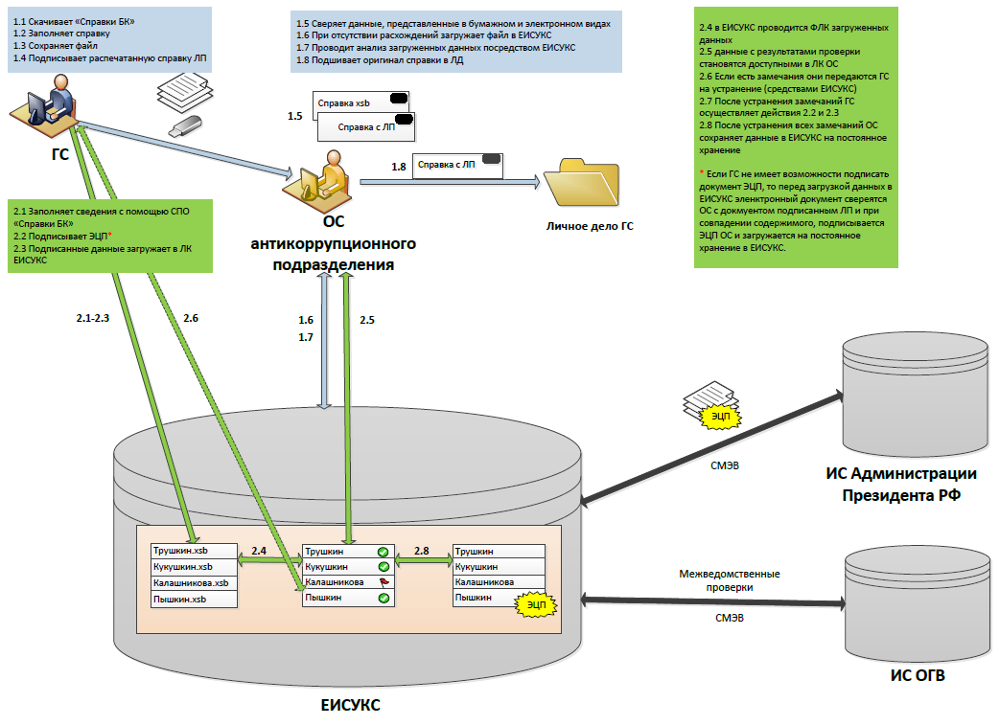 1.1 Скачивает «Справки БК»
1.2 Заполняет справку
1.3 Сохраняет файл
1.4 Подписывает распечатанную справку ЛП
1.5 Сверяет данные, представленные в бумажном и электронном видах
1.6 При отсутствии расхождений загружает файл в ЕИСУКС
1.7 Проводит анализ загруженных данных посредством ЕИСУКС
1.8 Подшивает оригинал справки в ЛД
2.4 в ЕИСУКС проводится ФЛК загруженных
данных
2.5 данные с результатами проверки
становятся доступными в ЛК ОС
2.6 Если есть замечания они передаются ГС
на устранение (средствами ЕИСУКС)
2.7 После устранения замечаний ГС
осуществляет действия 2.2 и 2.3
2.8 После устранения всех замечаний ОС
сохраняет данные в ЕИСУКС на постоянное
хранение
* Если ГС не имеет возможности подписать
документ ЭЦП, то перед загрузкой данных в
ЕИСУКС эленктронный документ свереятся
ОС с докуметом подписанным ЛП и при
совпадении содержимого, подписывается
ЭЦП ОС и загружается на постоянное
хранение в ЕИСУКС.
ГС
1.5
Справка xsb
Справка с ЛП
1.8
Справка с ЛП
ОС
антикоррупционного
подразделения
Личное дело ГС
2.1 Заполняет сведения с помощью СПО
«Справки БК»
2.2 Подписывает ЭЦП*
2.3 Подписанные данные загружает в ЛК
ЕИСУКС
2.1-2.3
2.6
1.6
1.7
2.5
ЭЦП
СМЭВ
ИС Администрации
Президента РФ
Трушкин.xsb
Кукушкин.xsb
Калашникова.xsb
Пышкин.xsb
2.4
Трушкин
Кукушкин
Калашникова
Пышкин
2.8
Трушкин
Кукушкин
Калашникова
Пышкин
ЭЦП
Межведомственные
проверки
СМЭВ
ИС ОГВ
ЕИСУКС